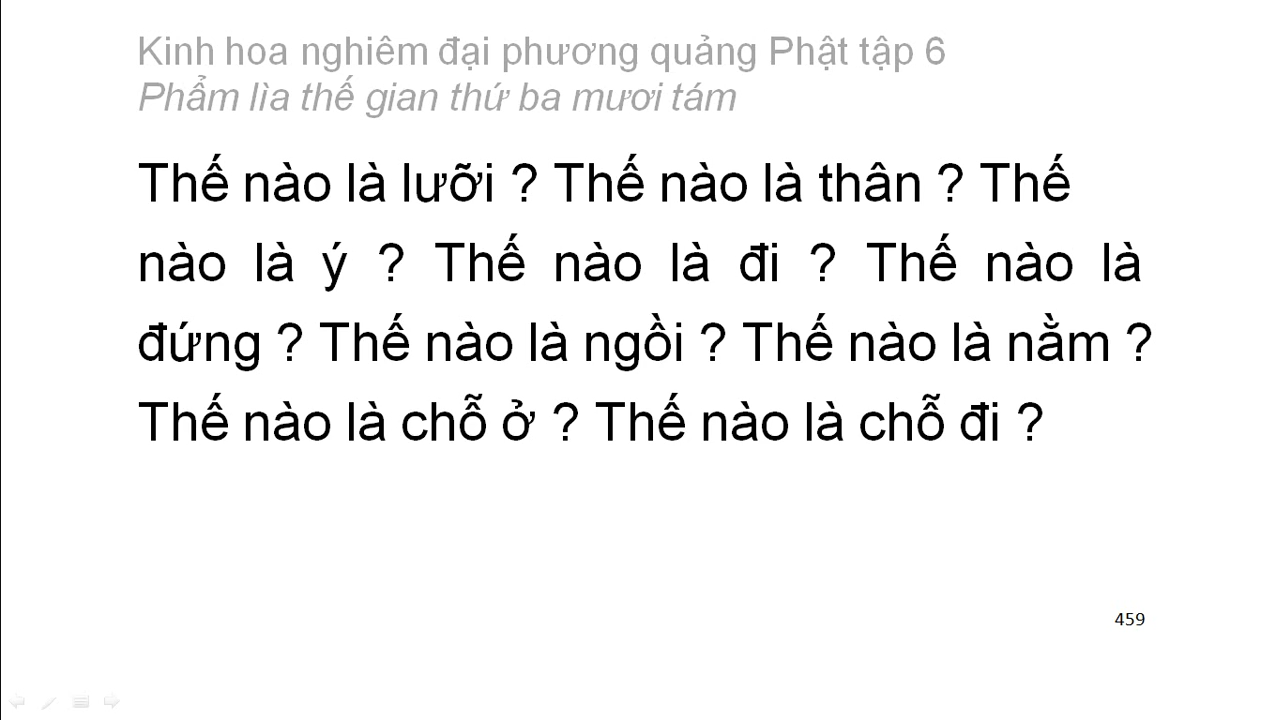 Kinh hoa nghiêm đại phương quảng Phật tập 6
Phẩm lìa thế gian thứ ba mươi tám
Thế nào là lưỡi ? Thế nào là thân ? Thế
nào là ý ? Thế nào là đi ? Thế nào là
đứng ? Thế nào là ngồi ? Thế nào là nằm ?
Thế nào là chỗ ở ? Thế nào là chỗ đi ?
459